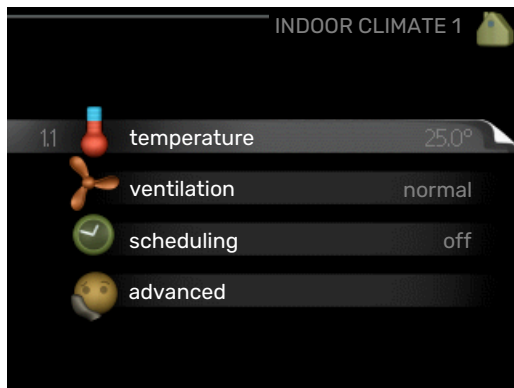 INDOOR CLIMATE 1
1.1 temperature 25.0°
ventilation normal
scheduling off
advanced